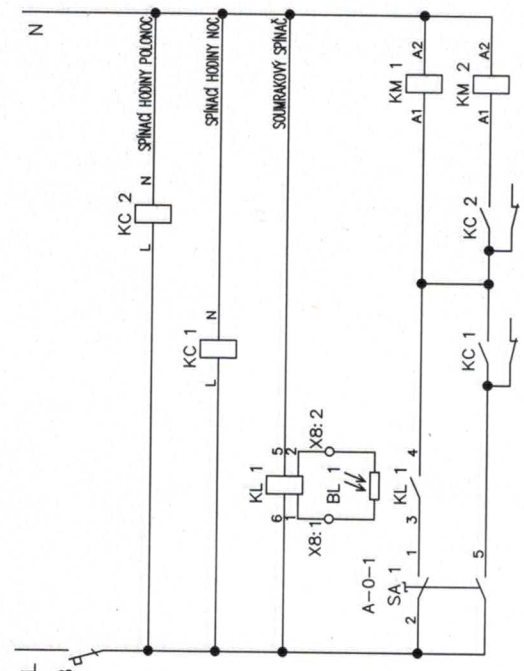 N
SPÍNACÍ HODINY POLONOC
N
KC 2
L
SPÍNACÍ HODINY NOC
N
KC 1
L
SOUMRAKOVÝ SPÍNAČ
5
2
KL 1
6
1
X8:2
BL 1
X8:1
A2
KM 1
A1
4
KL 1
3
1
A-0-1
SA 1
2
A2
KM 2
A1
KC 2
KC 1
5